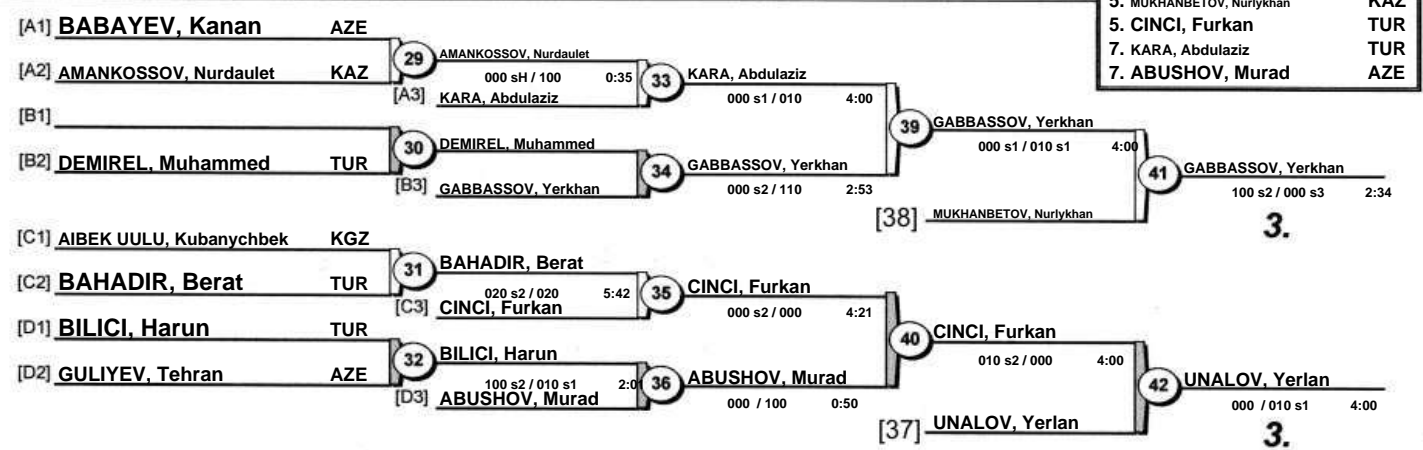 5. MUKHANBETOV, Nurlykhan KAZ
5. CINCI, Furkan TUR
7. KARA, Abdulaziz TUR
7. ABUSHOV, Murad AZE
[A1] BABAYEV, Kanan AZE
[A2] AMANKOSSOV, Nurdaulet KAZ
29
AMANKOSSOV, Nurdaulet
000 sH / 100 0:35
[A3] KARA, Abdulaziz
33
KARA, Abdulaziz
000 s1 / 010 4:00
[B1]
[B2] DEMIREL, Muhammed TUR
30
DEMIREL, Muhammed
[B3] GABBASSOV, Yerkhan
34
GABBASSOV, Yerkhan
000 s2 / 110 2:53
39
GABBASSOV, Yerkhan
000 s1 / 010 s1 4:00
[38] MUKHANBETOV, Nurlykhan
41
GABBASSOV, Yerkhan
100 s2 / 000 s3 2:34
3.
[C1] AIBEK UULU, Kubanychbek KGZ
[C2] BAHADIR, Berat TUR
31
BAHADIR, Berat
020 s2 / 020 5:42
[C3] CINCI, Furkan
35
CINCI, Furkan
000 s2 / 000 4:21
[D1] BILICI, Harun TUR
[D2] GULIYEV, Tehran AZE
32
BILICI, Harun
100 s2 / 010 s1 2:0
[D3] ABUSHOV, Murad
36
ABUSHOV, Murad
000 / 100 0:50
40
CINCI, Furkan
010 s2 / 000 4:00
[37] UNALOV, Yerlan
42
UNALOV, Yerlan
000 / 010 s1 4:00
3.